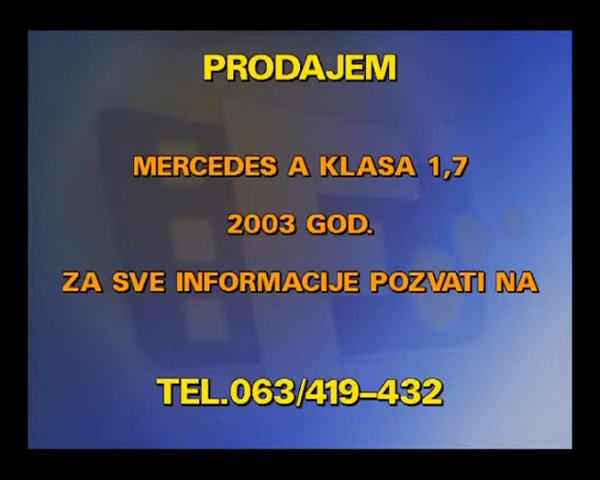 PRODAJEM
MERCEDES A KLASA 1,7
2003 GOD.
ZA SVE INFORMACIJE POZVATI NA
TEL.063/419-432